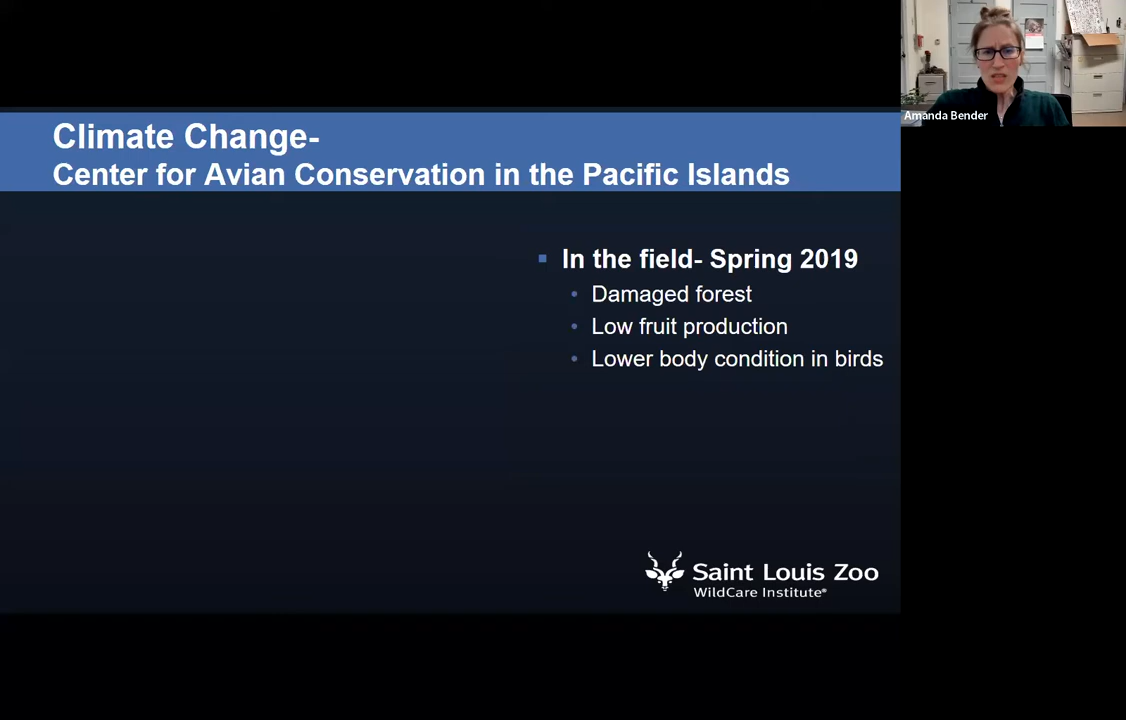 Climate Change-
Center for Avian Conservation in the Pacific Islands
Amanda Bender
In the field- Spring 2019
Damaged forest
Low fruit production
Lower body condition in birds
Saint Louis Zoo
WildCare Institute®